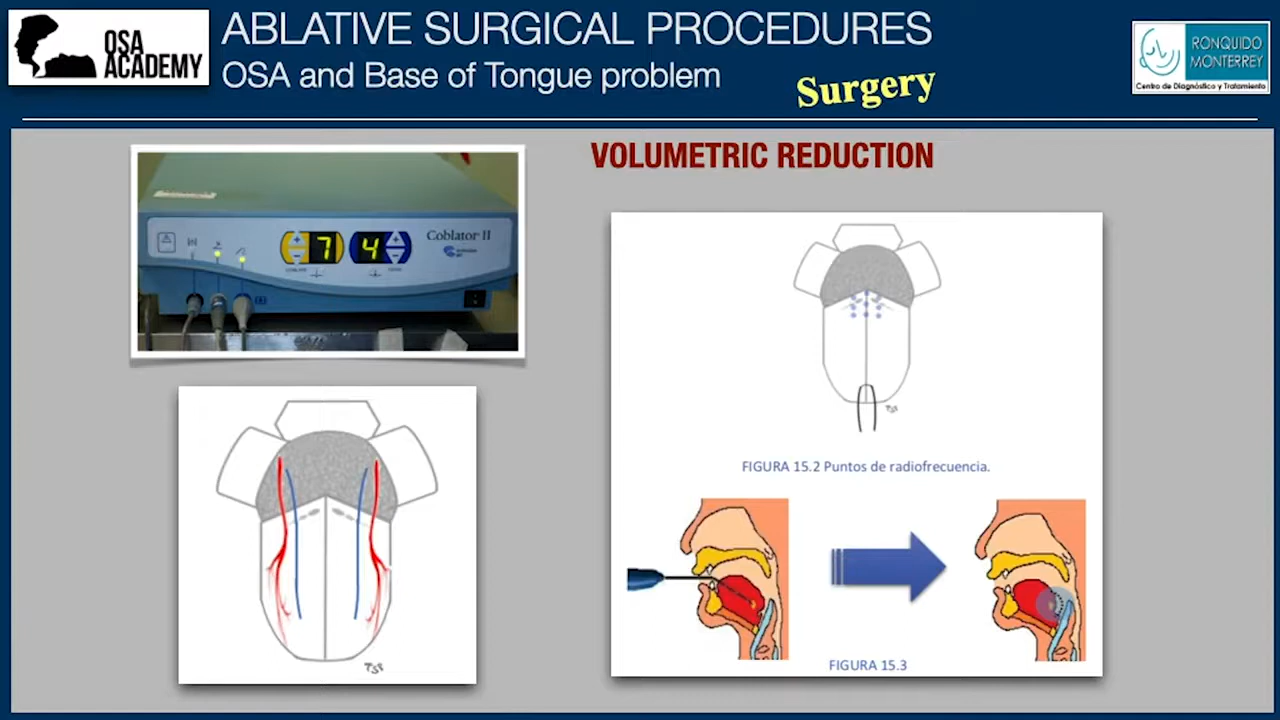 OSA
ACADEMY
ABLATIVE SURGICAL PROCEDURES
OSA and Base of Tongue problem
Surgery
RONQUIDO
MONTERREY
Centro de Diagnóstico y Tratamiento
VOLUMETRIC REDUCTION
7 4
Coblator II
FIGURA 15.2 Puntos de radiofrecuencia.
FIGURA 15.3